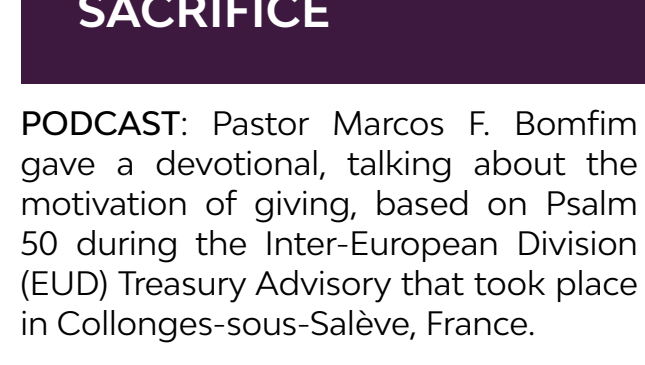 SACRIFICE
PODCAST: Pastor Marcos F. Bomfim
gave a devotional, talking about the
motivation of giving, based on Psalm
50 during the Inter-European Division
(EUD) Treasury Advisory that took place
in Collonges-sous-Salève, France.